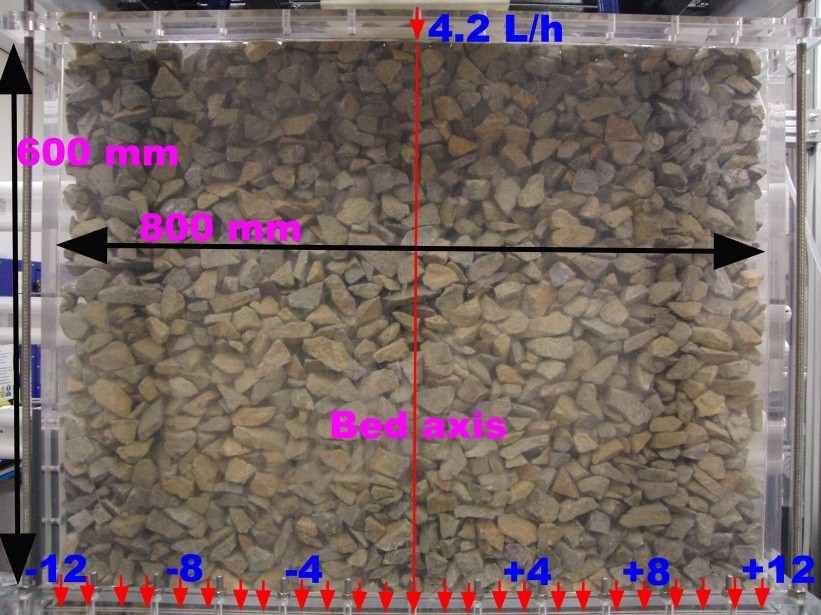 4.2 L/h
600 mm
800 mm
Bed axis
-12 -8 -4 +4 +8 +12